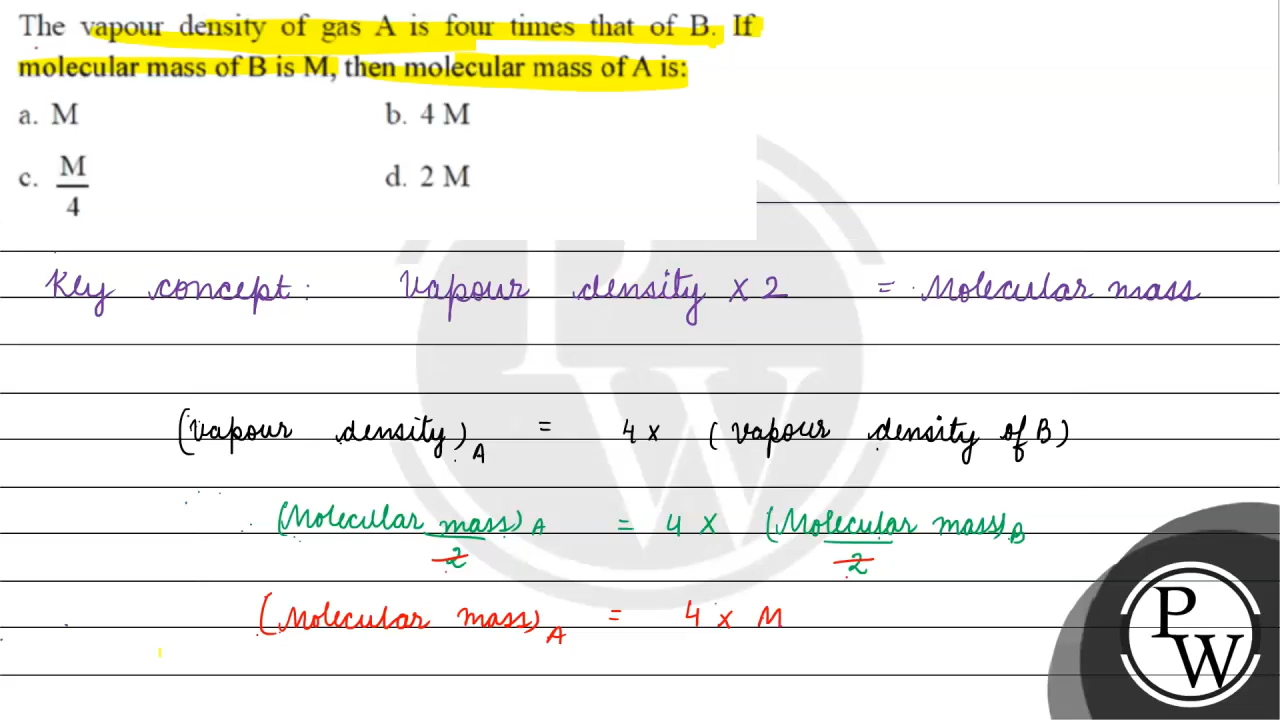 The vapour density of gas A is four times that of B. If
molecular mass of B is M, then molecular mass of A is:
a. M b. 4 M
c. M/4 d. 2 M
Key concept: Vapour density × 2 = Molecular mass
(Vapour density)A = 4 × (Vapour density of B)
(Molecular mass)A / 2 = 4 × (Molecular mass)B / 2
(Molecular mass)A = 4 × M
PW
PW